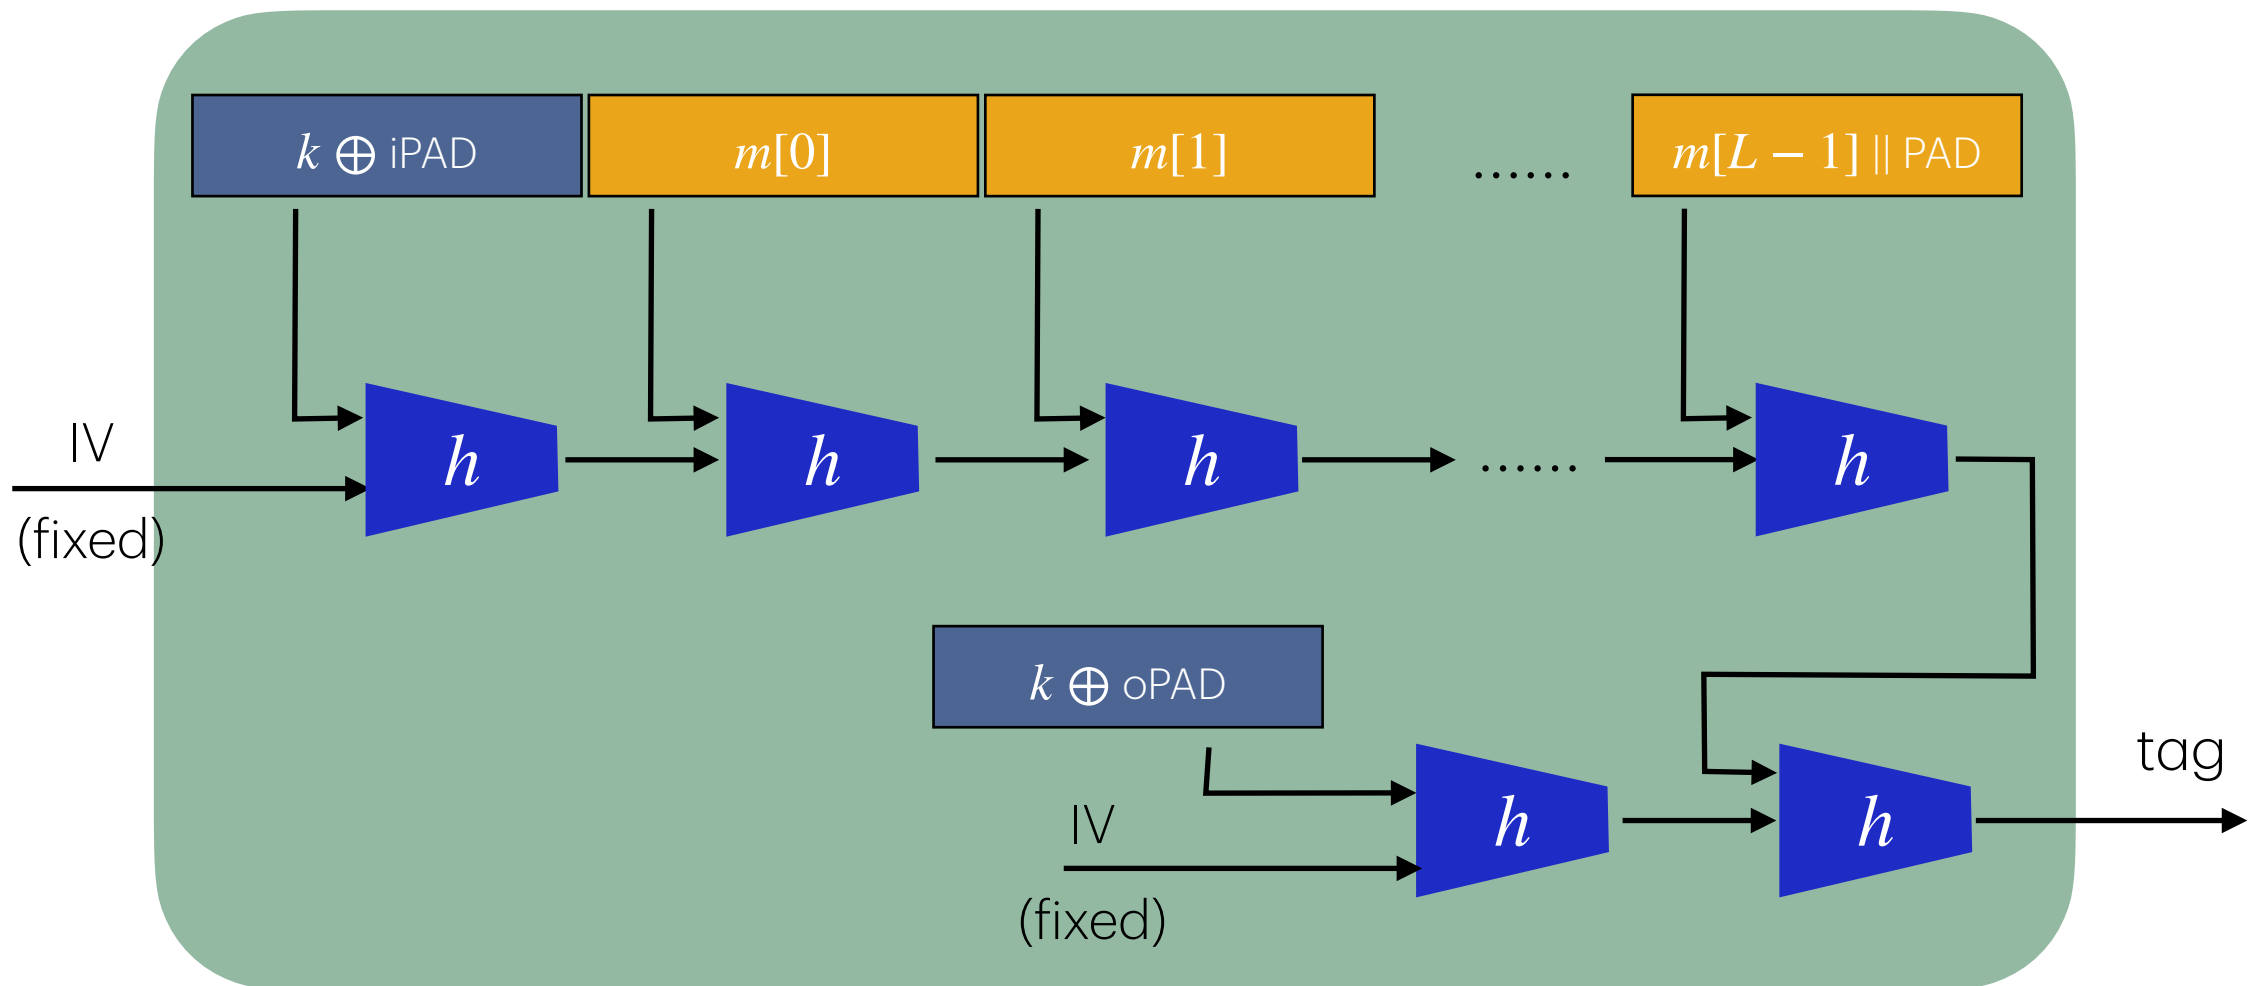 k ⊕ iPAD
m[0]
m[1]
......
m[L − 1] || PAD
IV
(fixed)
h
h
h
......
h
k ⊕ oPAD
IV
(fixed)
h
h
tag